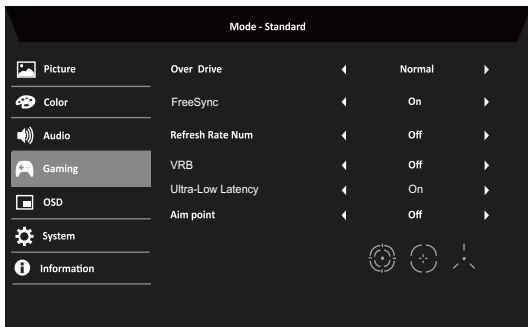 Mode - Standard
Picture
Over Drive Normal
Color
FreeSync On
Audio
Refresh Rate Num Off
Gaming
VRB Off
Ultra-Low Latency On
OSD
Aim point Off
System
Information